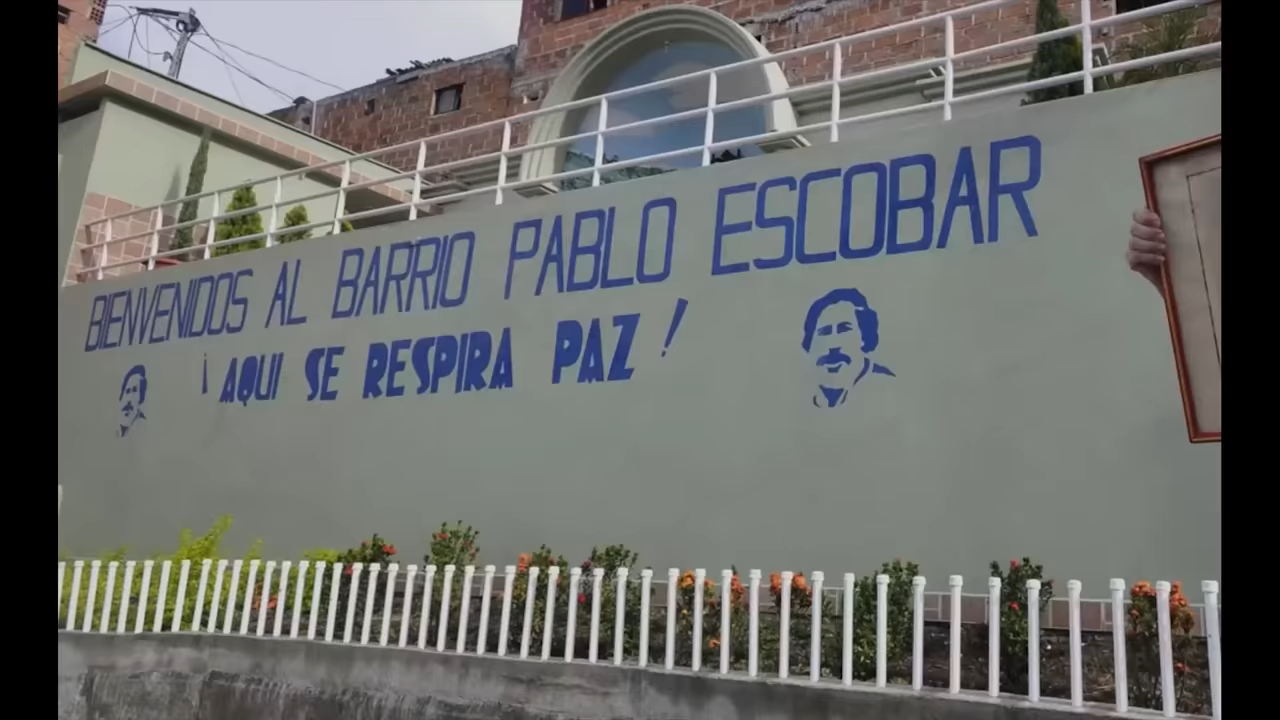 BIENVENIDOS AL BARRIO PABLO ESCOBAR
¡AQUI SE RESPIRA PAZ!